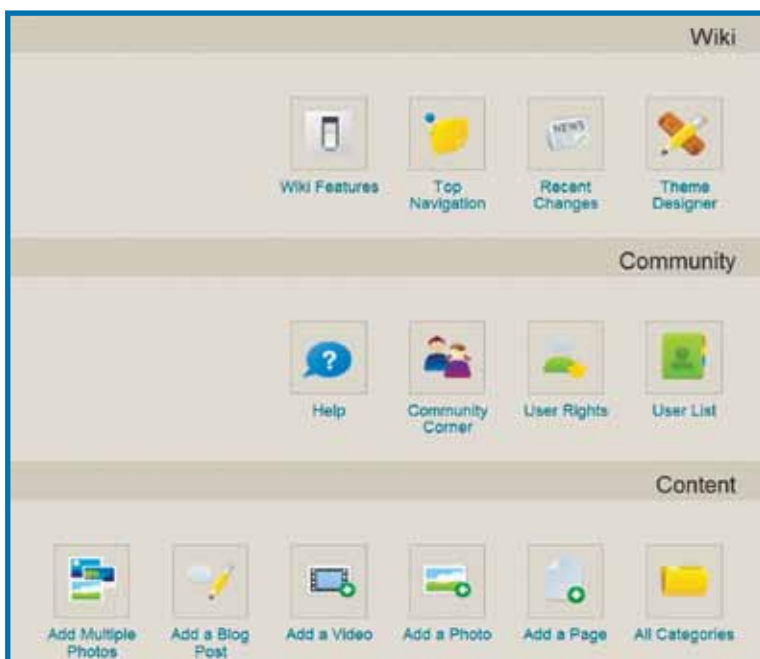 Wiki
Wiki Features
Top
Navigation
NEWS
Recent
Changes
Theme
Designer
Community
Help
Community
Corner
User Rights
User List
Content
Add Multiple
Photos
Add a Blog
Post
Add a Video
Add a Photo
Add a Page
All Categories